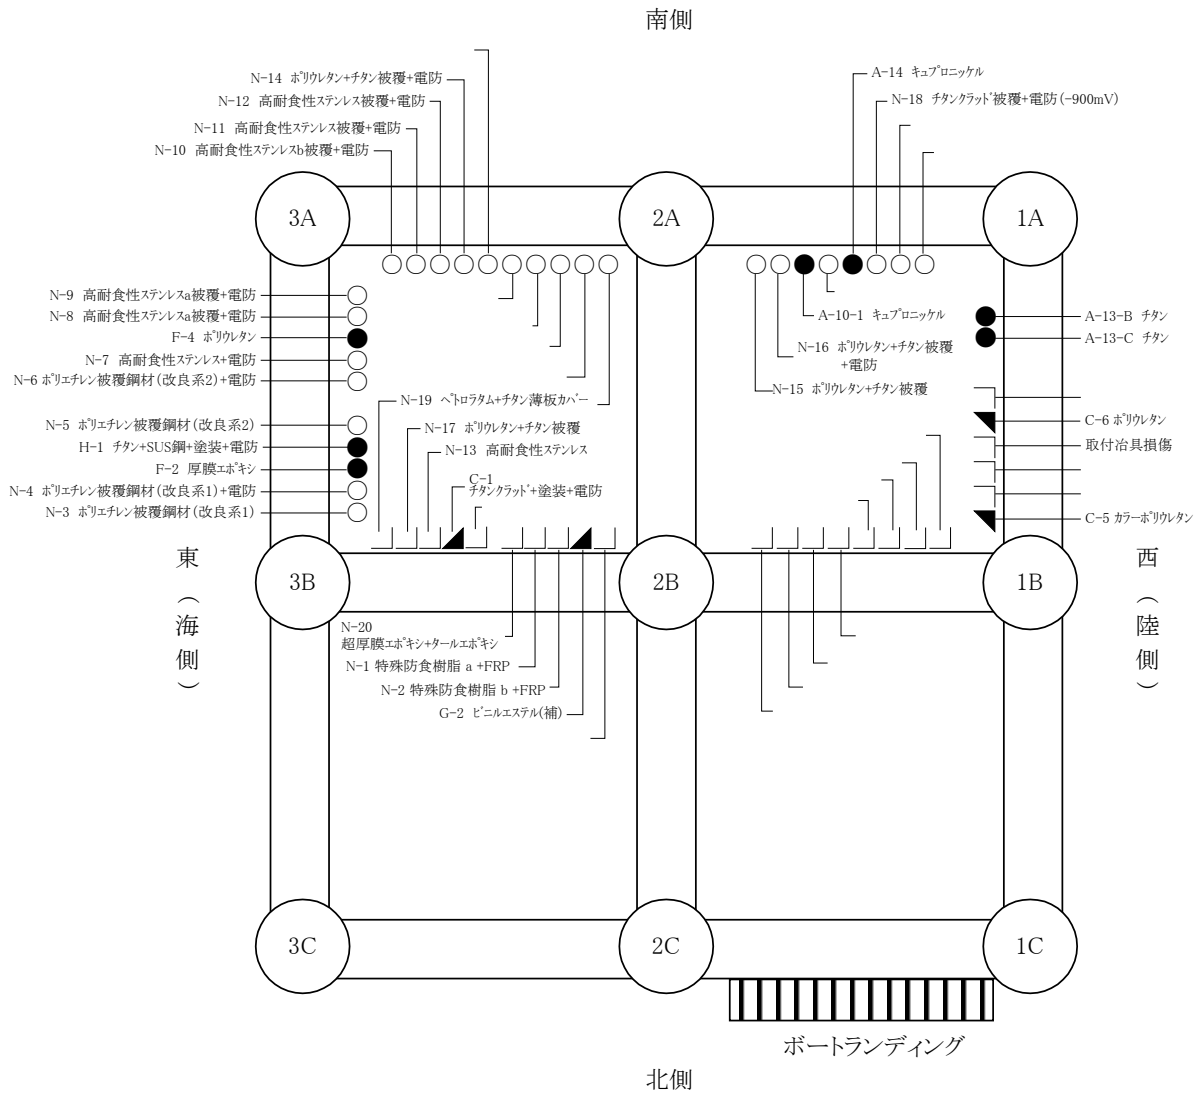 南側
N-14 ポリウレタン+チタン被覆+電防
N-12 高耐食性ステンレス被覆+電防
N-11 高耐食性ステンレス被覆+電防
N-10 高耐食性ステンレスb被覆+電防
A-14 キュプロニッケル
N-18 チタンクラッド被覆+電防(-900mV)
3A
2A
1A
N-9 高耐食性ステンレスa被覆+電防
N-8 高耐食性ステンレスa被覆+電防
F-4 ポリウレタン
N-7 高耐食性ステンレス+電防
N-6 ポリエチレン被覆鋼材(改良系2)+電防
N-5 ポリエチレン被覆鋼材(改良系2)
H-1 チタン+SUS鋼+塗装+電防
F-2 厚膜エポキシ
N-4 ポリエチレン被覆鋼材(改良系1)+電防
N-3 ポリエチレン被覆鋼材(改良系1)
A-10-1 キュプロニッケル
N-16 ポリウレタン+チタン被覆
+電防
N-15 ポリウレタン+チタン被覆
A-13-B チタン
A-13-C チタン
C-6 ポリウレタン
取付冶具損傷
C-5 カラーポリウレタン
N-19 ペトロラタム+チタン薄板カバー
N-17 ポリウレタン+チタン被覆
N-13 高耐食性ステンレス
C-1
チタンクラッド+塗装+電防
東(海側)
西(陸側)
3B
2B
1B
N-20
超厚膜エポキシ+タールエポキシ
N-1 特殊防食樹脂 a +FRP
N-2 特殊防食樹脂 b +FRP
G-2 ビニルエステル(補)
3C
2C
1C
ボートランディング
北側